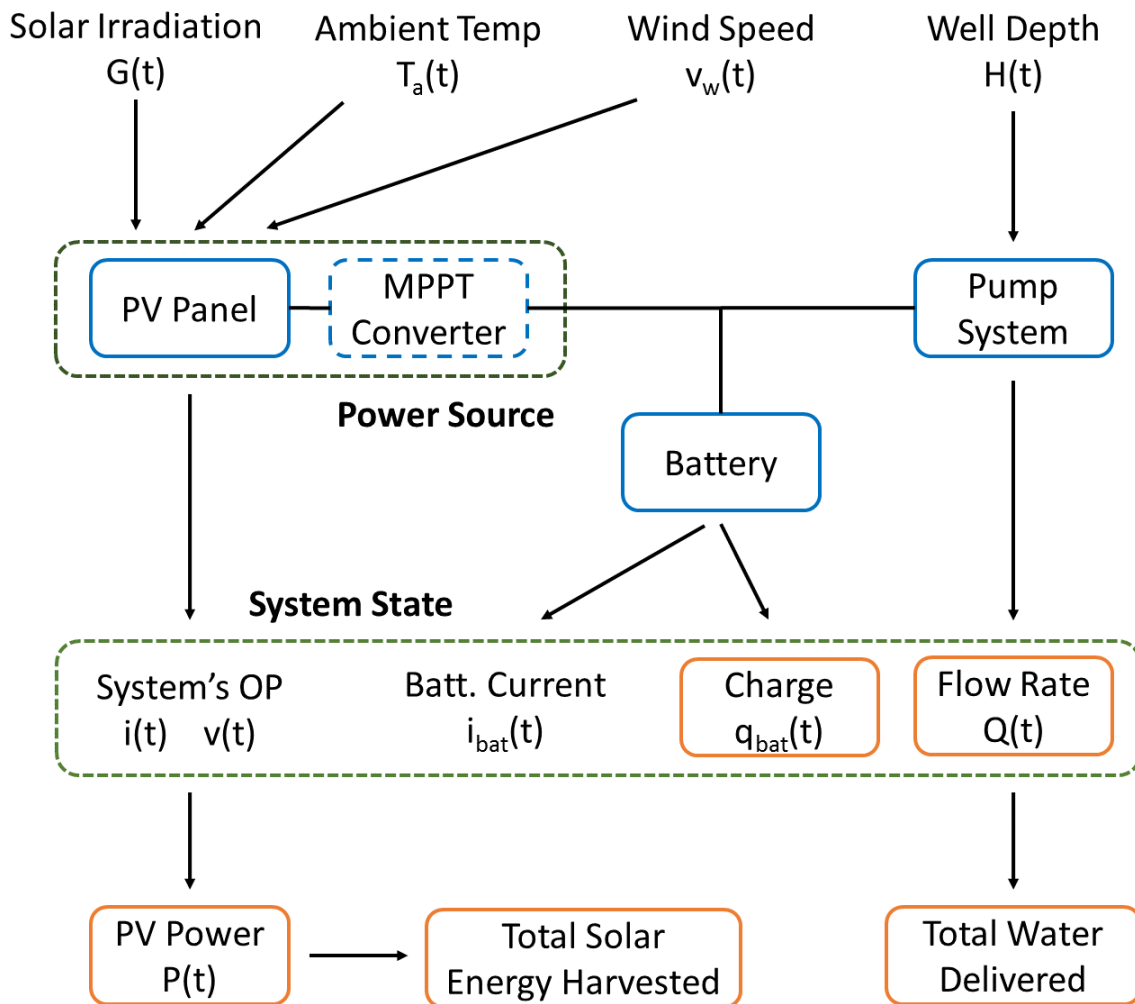 Solar Irradiation
G(t)
Ambient Temp
Ta(t)
Wind Speed
vw(t)
Well Depth
H(t)
PV Panel
MPPT
Converter
Pump
System
Power Source
Battery
System State
System's OP
i(t) v(t)
Batt. Current
ibat(t)
Charge
qbat(t)
Flow Rate
Q(t)
PV Power
P(t)
Total Solar
Energy Harvested
Total Water
Delivered